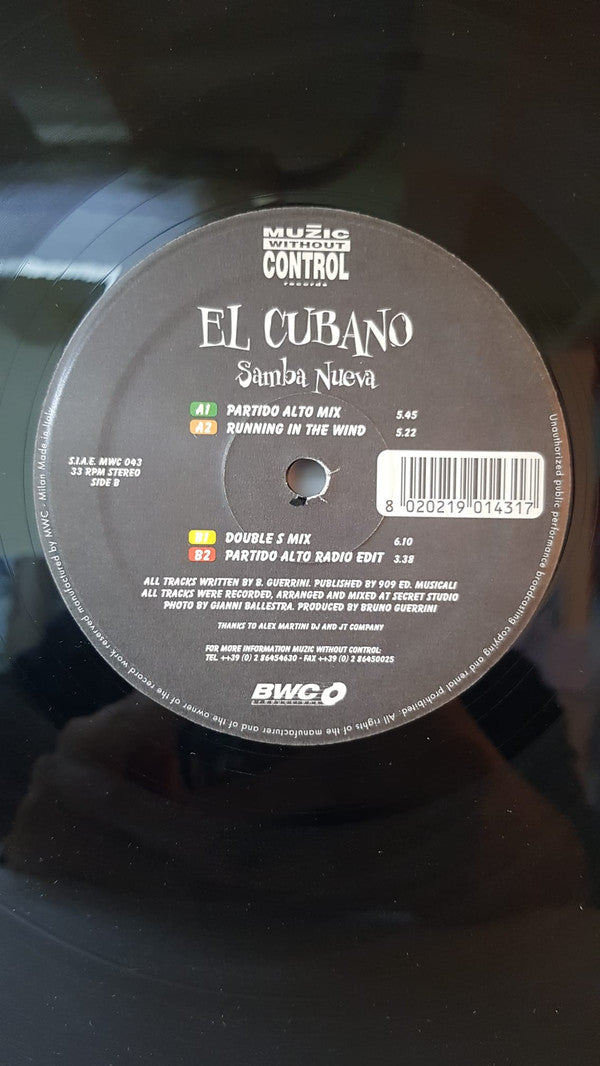 MUZIC
WITHOUT
CONTROL
records
EL CUBANO
Samba Nueva
A1 PARTIDO ALTO MIX 5.45
A2 RUNNING IN THE WIND 5.22
S.I.A.E. MWC 043
33 RPM STEREO
SIDE B
8 020219 014317
B1 DOUBLE S MIX 6.10
B2 PARTIDO ALTO RADIO EDIT 3.38
ALL TRACKS WRITTEN BY B. GUERRINI. PUBLISHED BY 909 ED. MUSICALI
ALL TRACKS WERE RECORDED, ARRANGED AND MIXED AT SECRET STUDIO
PHOTO BY GIANNI BALLESTRA. PRODUCED BY BRUNO GUERRINI
THANKS TO ALEX MARTINI DJ AND JT COMPANY
FOR MORE INFORMATION MUZIC WITHOUT CONTROL:
TEL ++39 (0) 2 86454630 - FAX ++39 (0) 2 86450025
BWC
PRODUCTIONS
Unauthorized public performance broadcasting copying and rental prohibited. All rights of the manufacturer and of the owner of the record work reserved manufactured by MWC - Milan Made in Italy